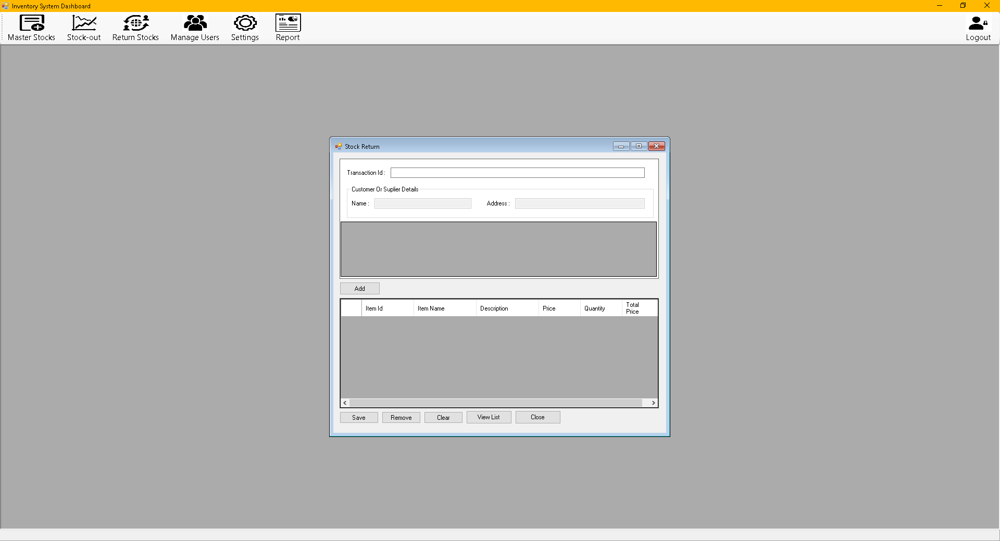 Inventory System Dashboard
Master Stocks
Stock-out
Return Stocks
Manage Users
Settings
Report
Logout
Stock Return
Transaction Id :
Customer Or Suplier Details
Name :
Address :
Add
Item Id
Item Name
Description
Price
Quantity
Total
Price
Save
Remove
Clear
View List
Close